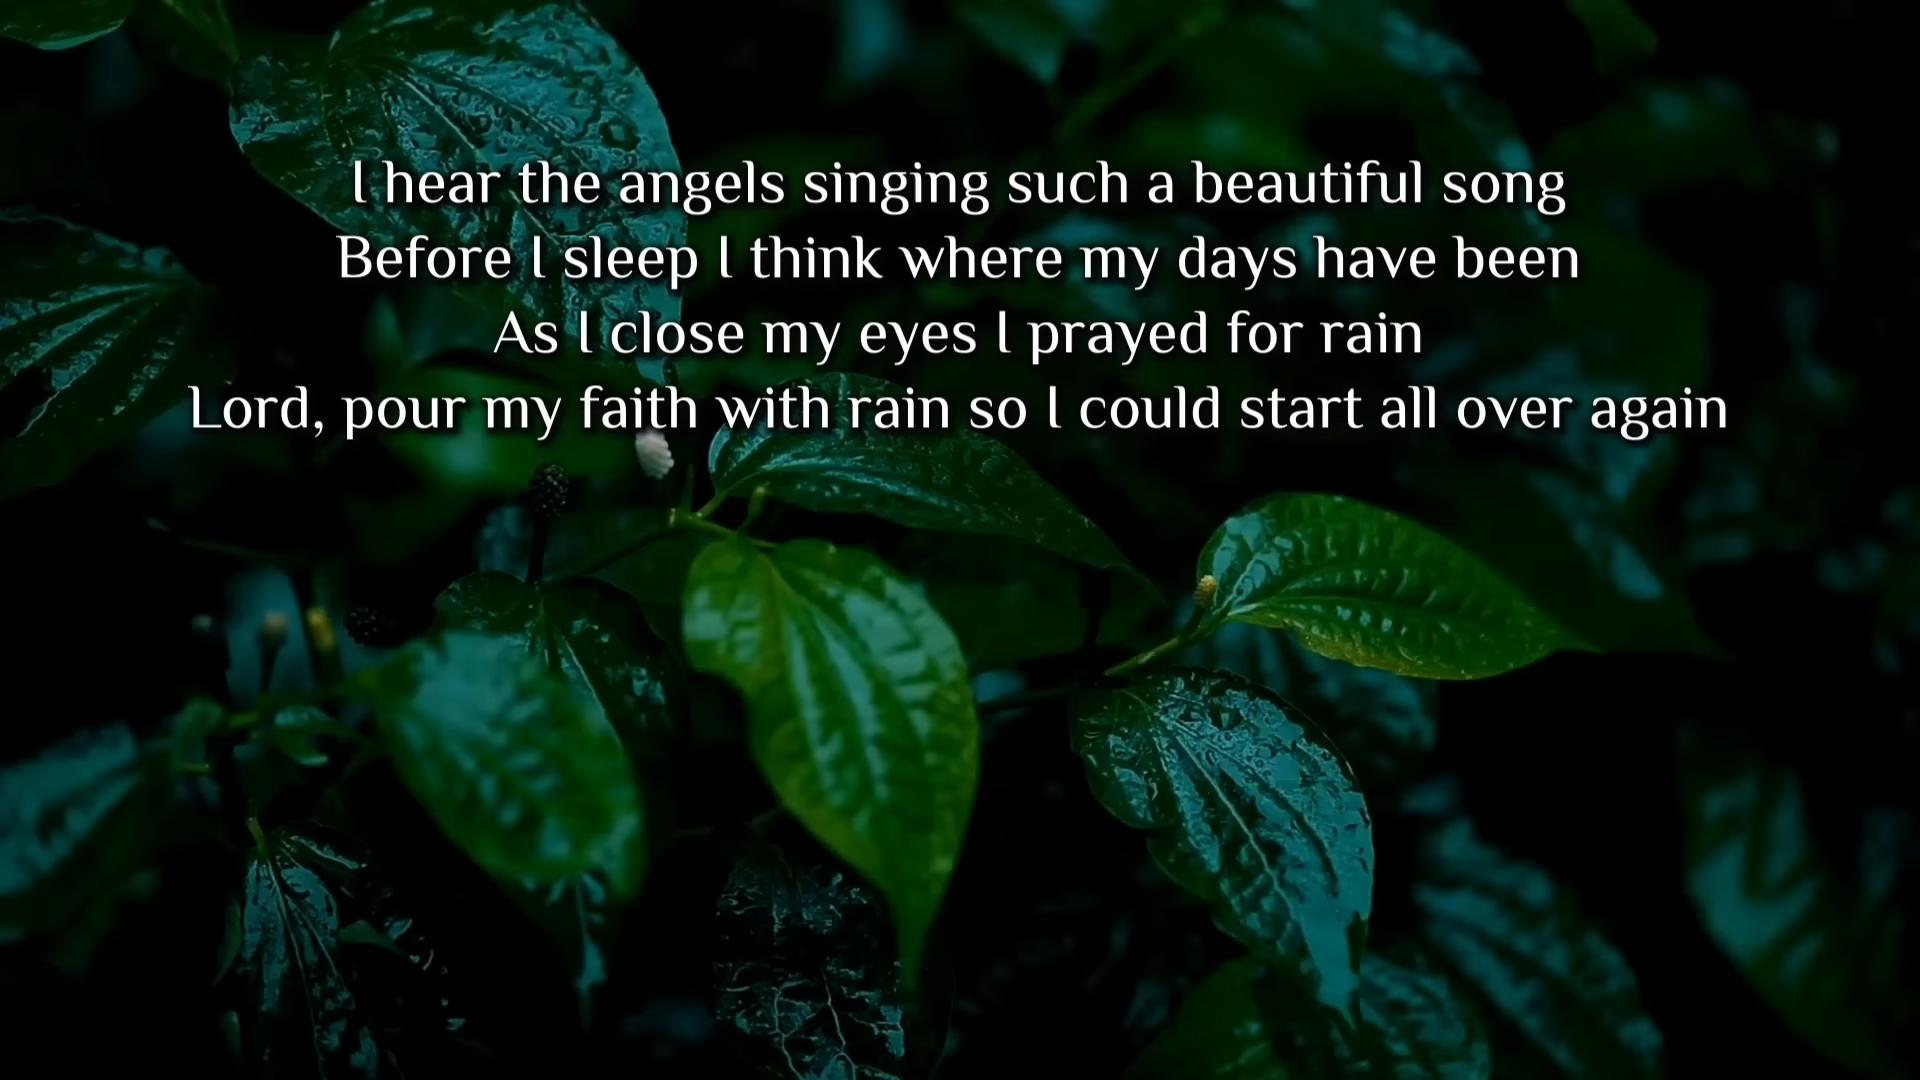 I hear the angels singing such a beautiful song
Before I sleep I think where my days have been
As I close my eyes I prayed for rain
Lord, pour my faith with rain so I could start all over again